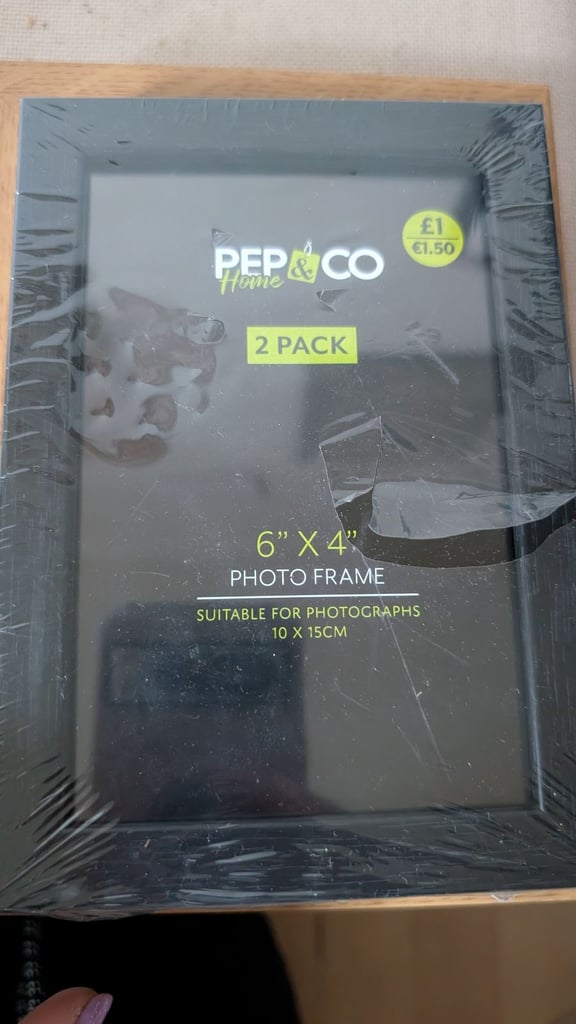 £1
€1.50
PEP&CO
Home
2 PACK
6” X 4”
PHOTO FRAME
SUITABLE FOR PHOTOGRAPHS
10 X 15CM